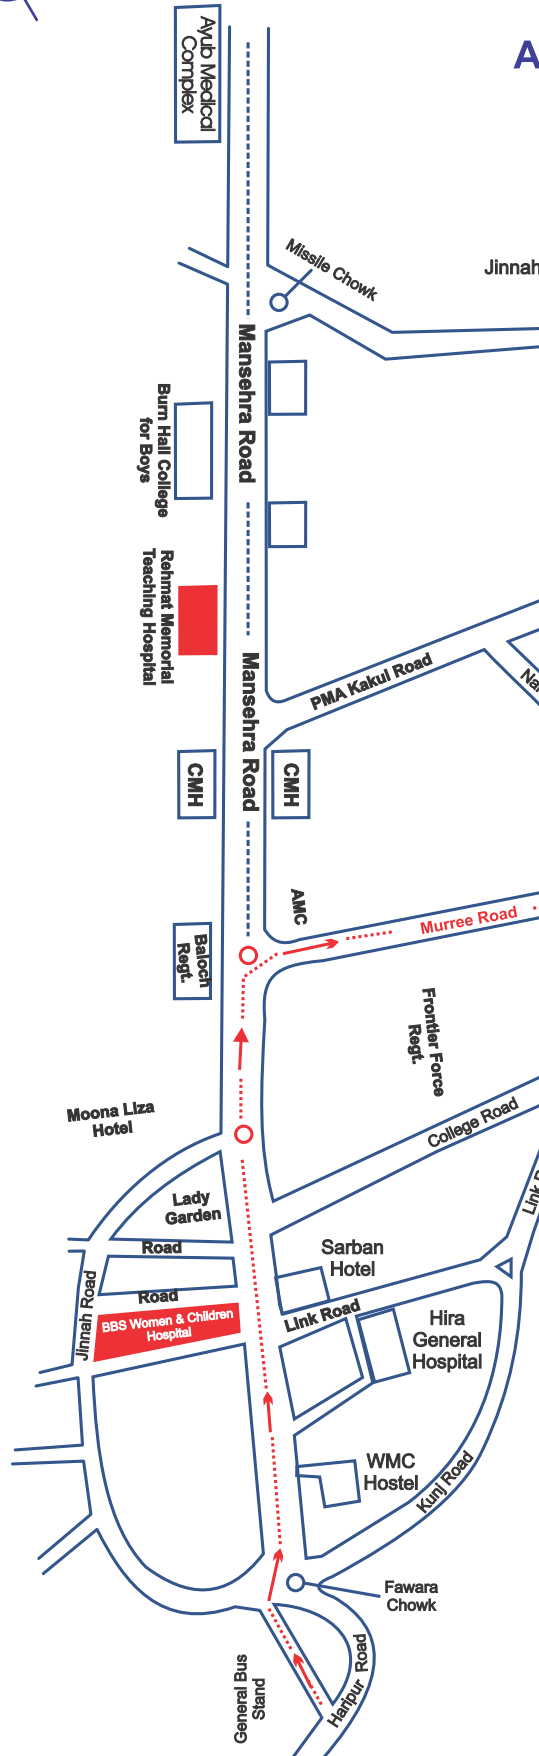 A
Ayub Medical
Complex
Missile Chowk
Jinnah
Mansehra Road
Burn Hall College
for Boys
Rehmat Memorial
Teaching Hospital
Mansehra Road
PMA Kakul Road
Na
CMH
CMH
AMC
Murree Road
Baloch
Regt.
Frontier Force
Regt.
Moona Liza
Hotel
College Road
Link
Lady
Garden
Road
Sarban
Hotel
Road
Jinnah Road
BBS Women & Children
Hospital
Link Road
Hira
General
Hospital
WMC
Hostel
Kunj Road
Fawara
Chowk
General Bus
Stand
Haripur Road